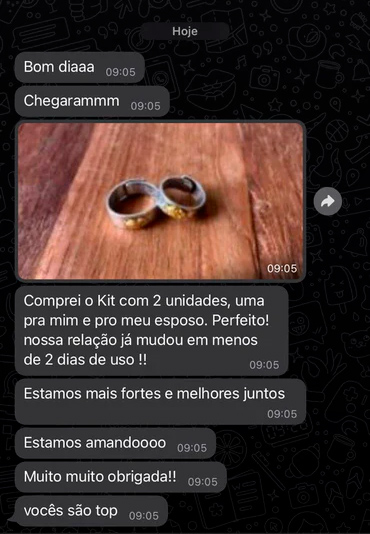 Hoje
Bom diaaa 09:05
Chegarammm 09:05
09:05
Comprei o Kit com 2 unidades, uma
pra mim e pro meu esposo. Perfeito!
nossa relação já mudou em menos
de 2 dias de uso !! 09:05
Estamos mais fortes e melhores juntos
09:05
Estamos amandoooo 09:05
Muito muito obrigada!! 09:05
vocês são top 09:05